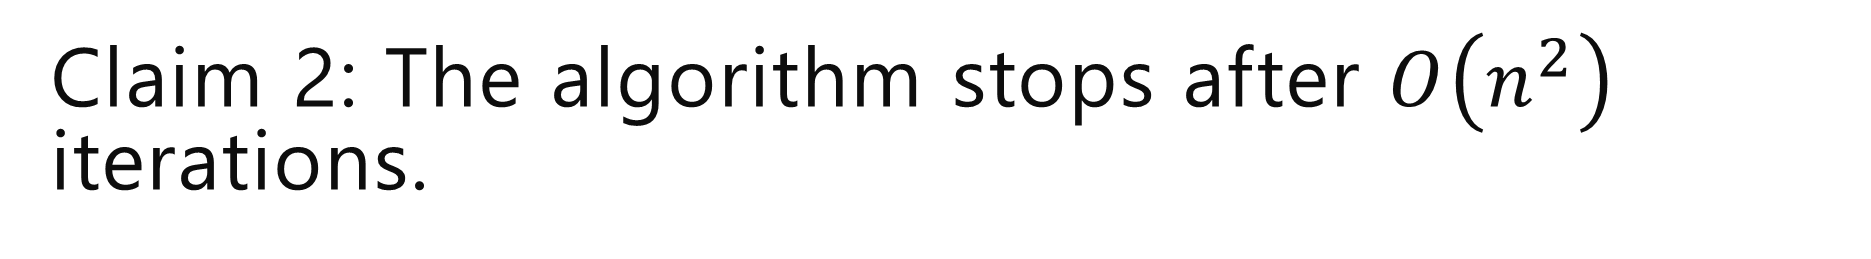 Claim 2: The algorithm stops after O(n²)
iterations.